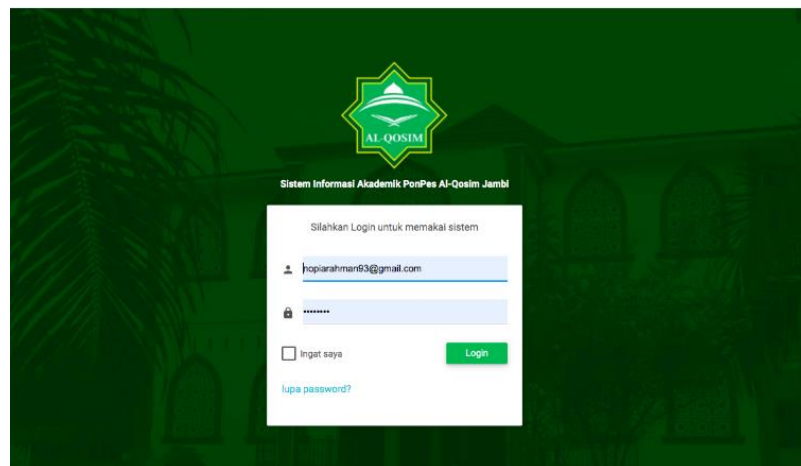 AL-QOSIM
Sistem Informasi Akademik PonPes Al-Qosim Jambi
Silahkan Login untuk memakai sistem
nopiarahman93@gmail.com
••••••••
Ingat saya
Login
lupa password?